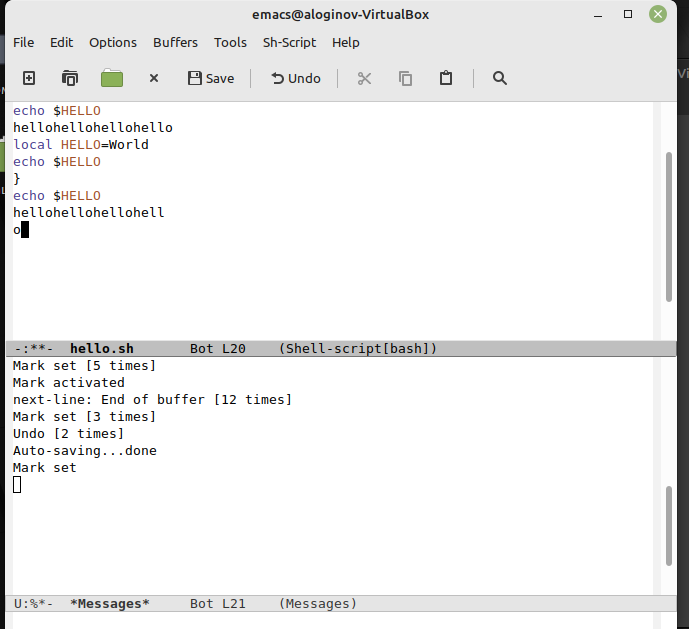 emacs@aloginov-VirtualBox
File Edit Options Buffers Tools Sh-Script Help
Save Undo
echo $HELLO
hellohellohellohello
local HELLO=World
echo $HELLO
}
echo $HELLO
hellohellohellohell
o
-:**- hello.sh Bot L20 (Shell-script[bash])
Mark set [5 times]
Mark activated
next-line: End of buffer [12 times]
Mark set [3 times]
Undo [2 times]
Auto-saving...done
Mark set
U:%*- *Messages* Bot L21 (Messages)